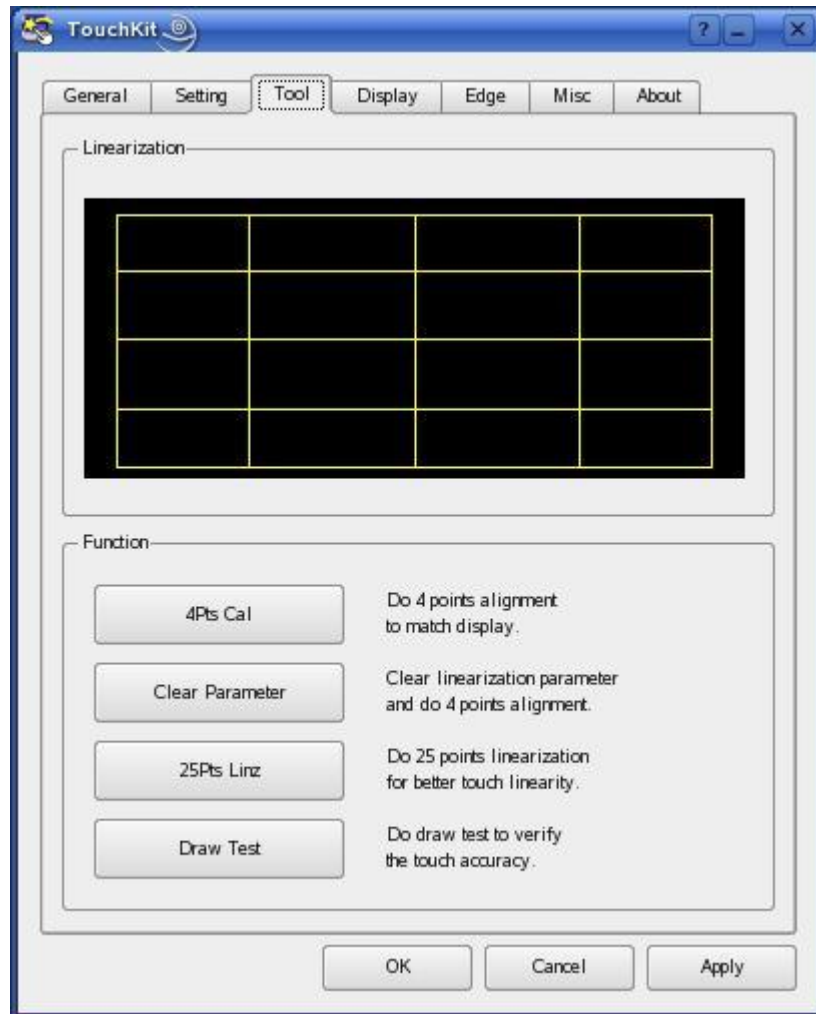 TouchKit
General Setting Tool Display Edge Misc About
Linearization
Function
4Pts Cal
Do 4 points alignment
to match display.
Clear Parameter
Clear linearization parameter
and do 4 points alignment.
25Pts Linz
Do 25 points linearization
for better touch linearity.
Draw Test
Do draw test to verify
the touch accuracy.
OK Cancel Apply